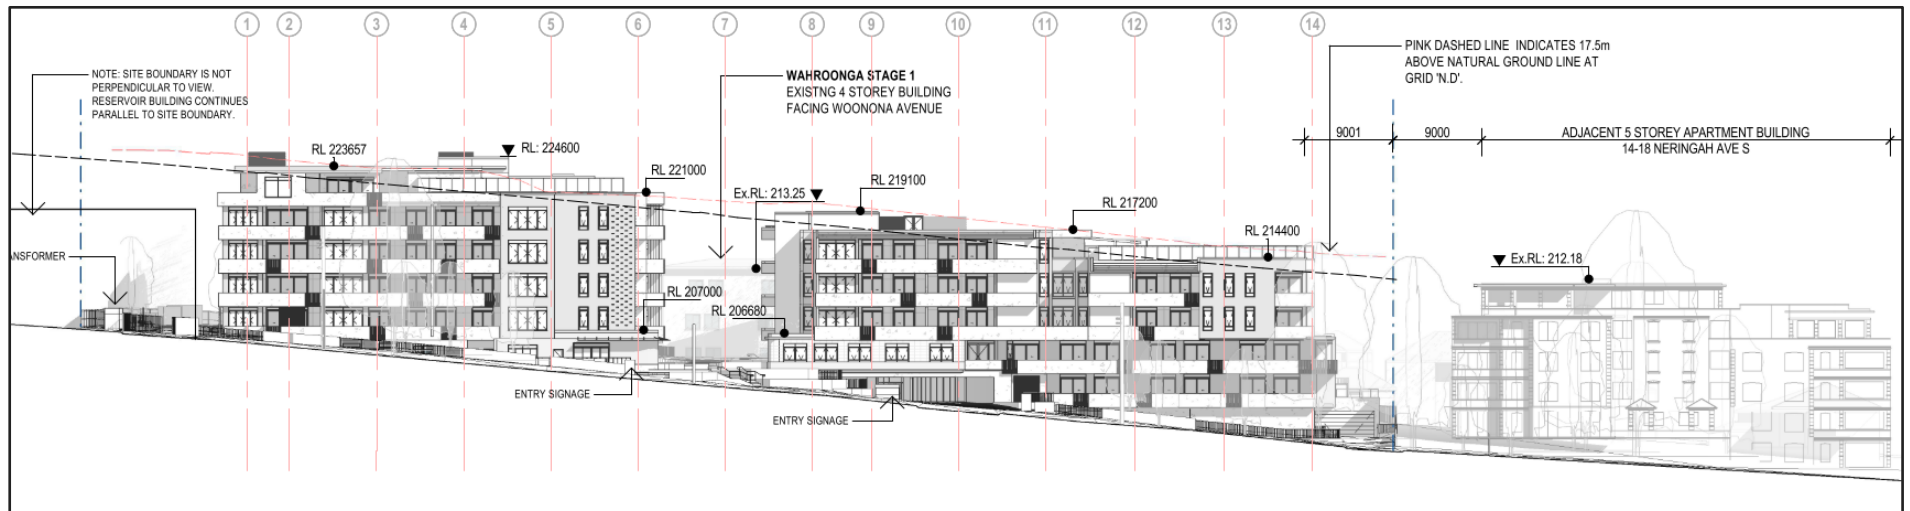 1 2 3 4 5 6 7 8 9 10 11 12 13 14
NOTE: SITE BOUNDARY IS NOT
PERPENDICULAR TO VIEW.
RESERVOIR BUILDING CONTINUES
PARALLEL TO SITE BOUNDARY.
WAHROONGA STAGE 1
EXISTNG 4 STOREY BUILDING
FACING WOONONA AVENUE
PINK DASHED LINE INDICATES 17.5m
ABOVE NATURAL GROUND LINE AT
GRID 'N.D'.
9001
9000
ADJACENT 5 STOREY APARTMENT BUILDING
14-18 NERINGAH AVE S
RL 223657
RL: 224600
RL 221000
Ex.RL: 213.25
RL 219100
RL 217200
RL 214400
Ex.RL: 212.18
ANSFORMER
RL 207000
RL 206680
ENTRY SIGNAGE
ENTRY SIGNAGE